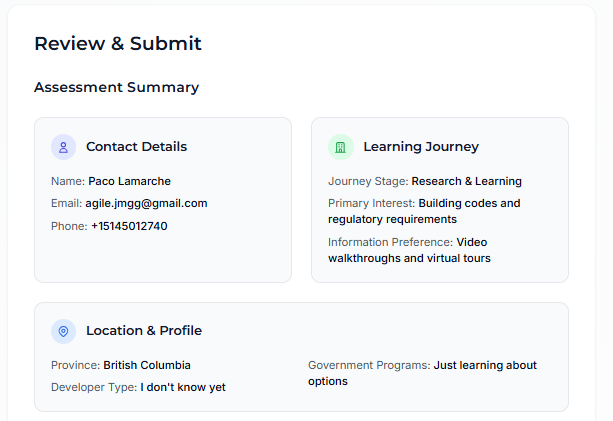 Review & Submit
Assessment Summary
Contact Details
Name: Paco Lamarche
Email: agile.jmgg@gmail.com
Phone: +15145012740
Learning Journey
Journey Stage: Research & Learning
Primary Interest: Building codes and
regulatory requirements
Information Preference: Video
walkthroughs and virtual tours
Location & Profile
Province: British Columbia
Developer Type: I don't know yet
Government Programs: Just learning about
options